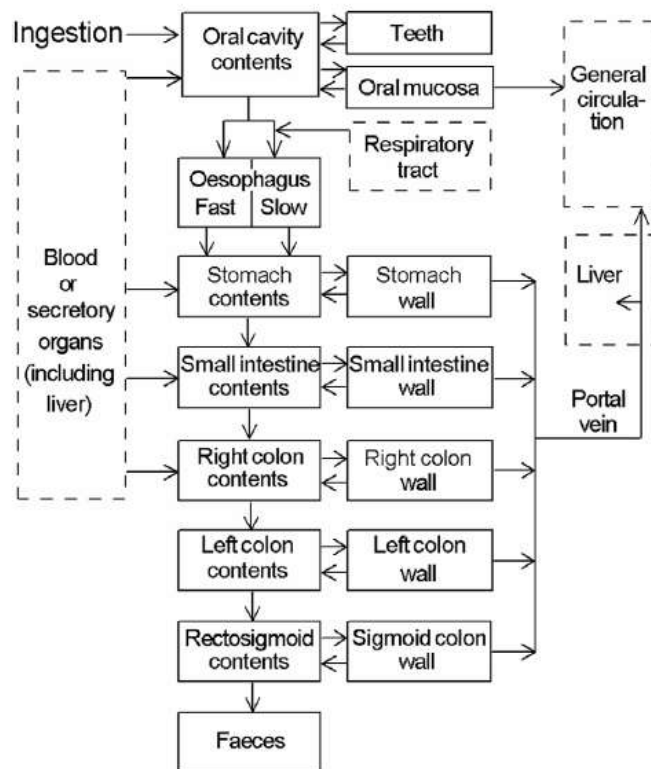 Ingestion
Oral cavity
contents
Teeth
Oral mucosa
General
circula-
tion
Respiratory
tract
Oesophagus
Fast Slow
Blood
or
secretory
organs
(including
liver)
Stomach
contents
Stomach
wall
Liver
Small intestine
contents
Small intestine
wall
Portal
vein
Right colon
contents
Right colon
wall
Left colon
contents
Left colon
wall
Rectosigmoid
contents
Sigmoid colon
wall
Faeces